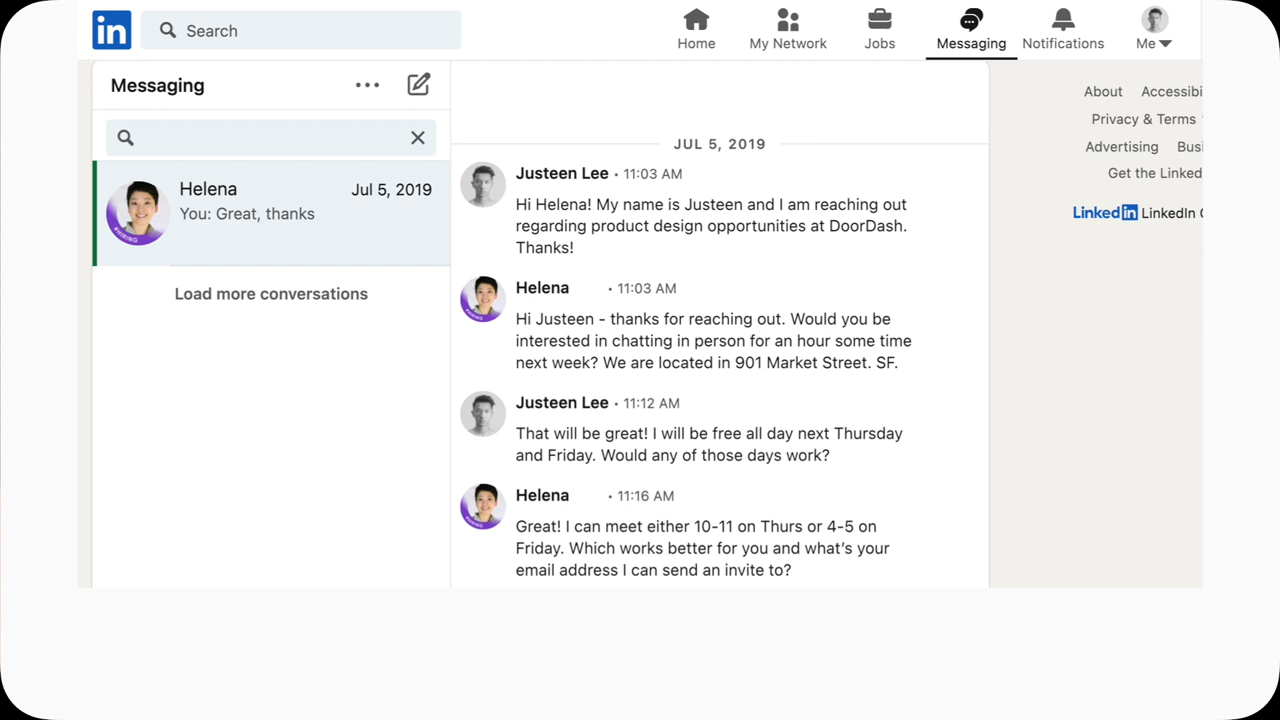 in Search
Home My Network Jobs Messaging Notifications Me
Messaging
Helena Jul 5, 2019
You: Great, thanks
#HIRING
Load more conversations
JUL 5, 2019
Justeen Lee • 11:03 AM
Hi Helena! My name is Justeen and I am reaching out
regarding product design opportunities at DoorDash.
Thanks!
Helena • 11:03 AM
Hi Justeen - thanks for reaching out. Would you be
interested in chatting in person for an hour some time
next week? We are located in 901 Market Street. SF.
Justeen Lee • 11:12 AM
That will be great! I will be free all day next Thursday
and Friday. Would any of those days work?
Helena • 11:16 AM
Great! I can meet either 10-11 on Thurs or 4-5 on
Friday. Which works better for you and what’s your
email address I can send an invite to?
About Accessibi
Privacy & Terms
Advertising Busi
Get the Linked
LinkedIn LinkedIn